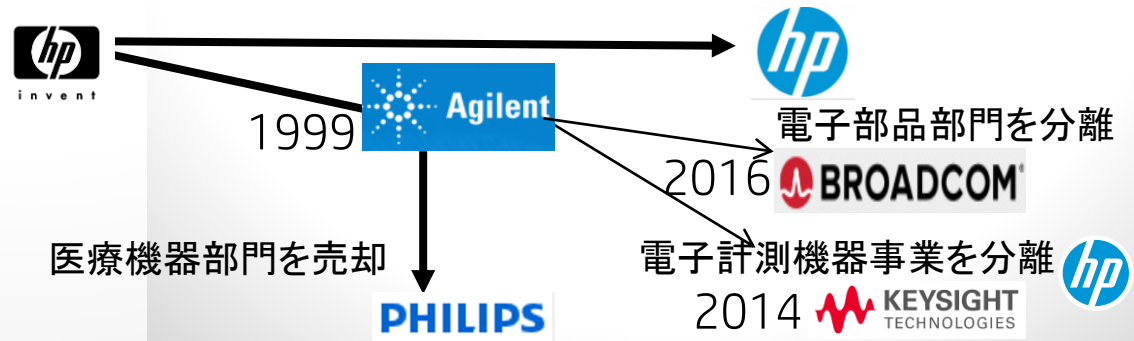 hp
invent
hp
Agilent
1999
電子部品部門を分離
2016
BROADCOM®
医療機器部門を売却
電子計測機器事業を分離
hp
PHILIPS
2014
KEYSIGHT
TECHNOLOGIES